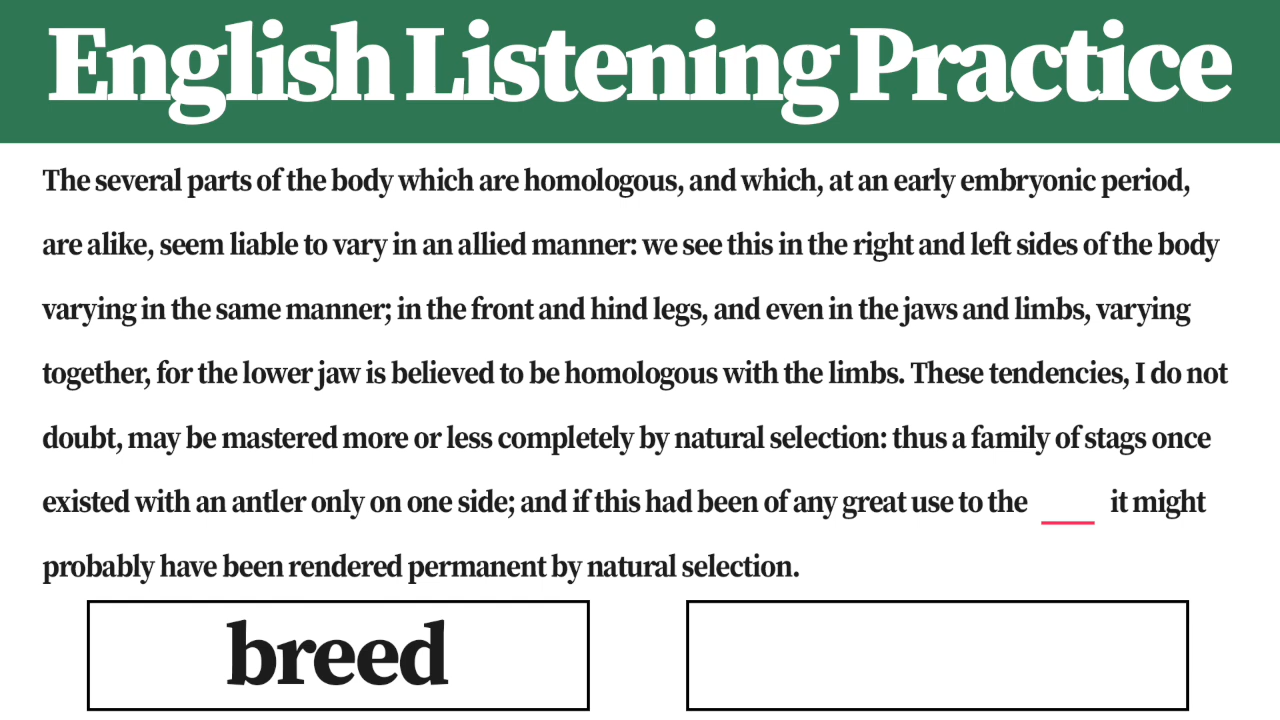 English Listening Practice
The several parts of the body which are homologous, and which, at an early embryonic period,
are alike, seem liable to vary in an allied manner: we see this in the right and left sides of the body
varying in the same manner; in the front and hind legs, and even in the jaws and limbs, varying
together, for the lower jaw is believed to be homologous with the limbs. These tendencies, I do not
doubt, may be mastered more or less completely by natural selection: thus a family of stags once
existed with an antler only on one side; and if this had been of any great use to the ____ it might
probably have been rendered permanent by natural selection.
breed